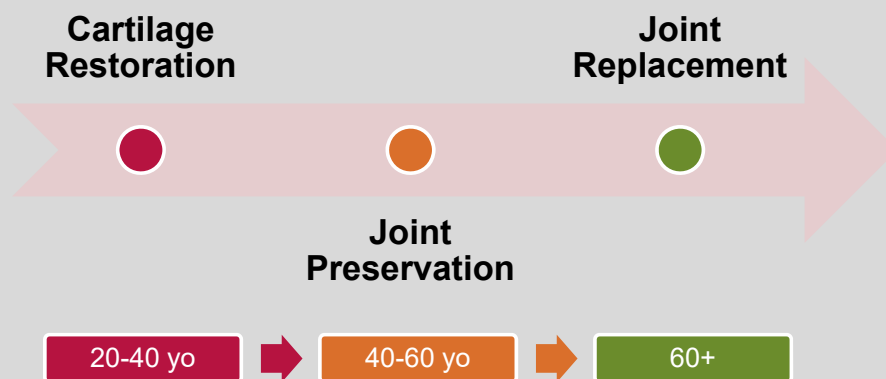 Cartilage
Restoration
Joint
Replacement
Joint
Preservation
20-40 yo
40-60 yo
60+